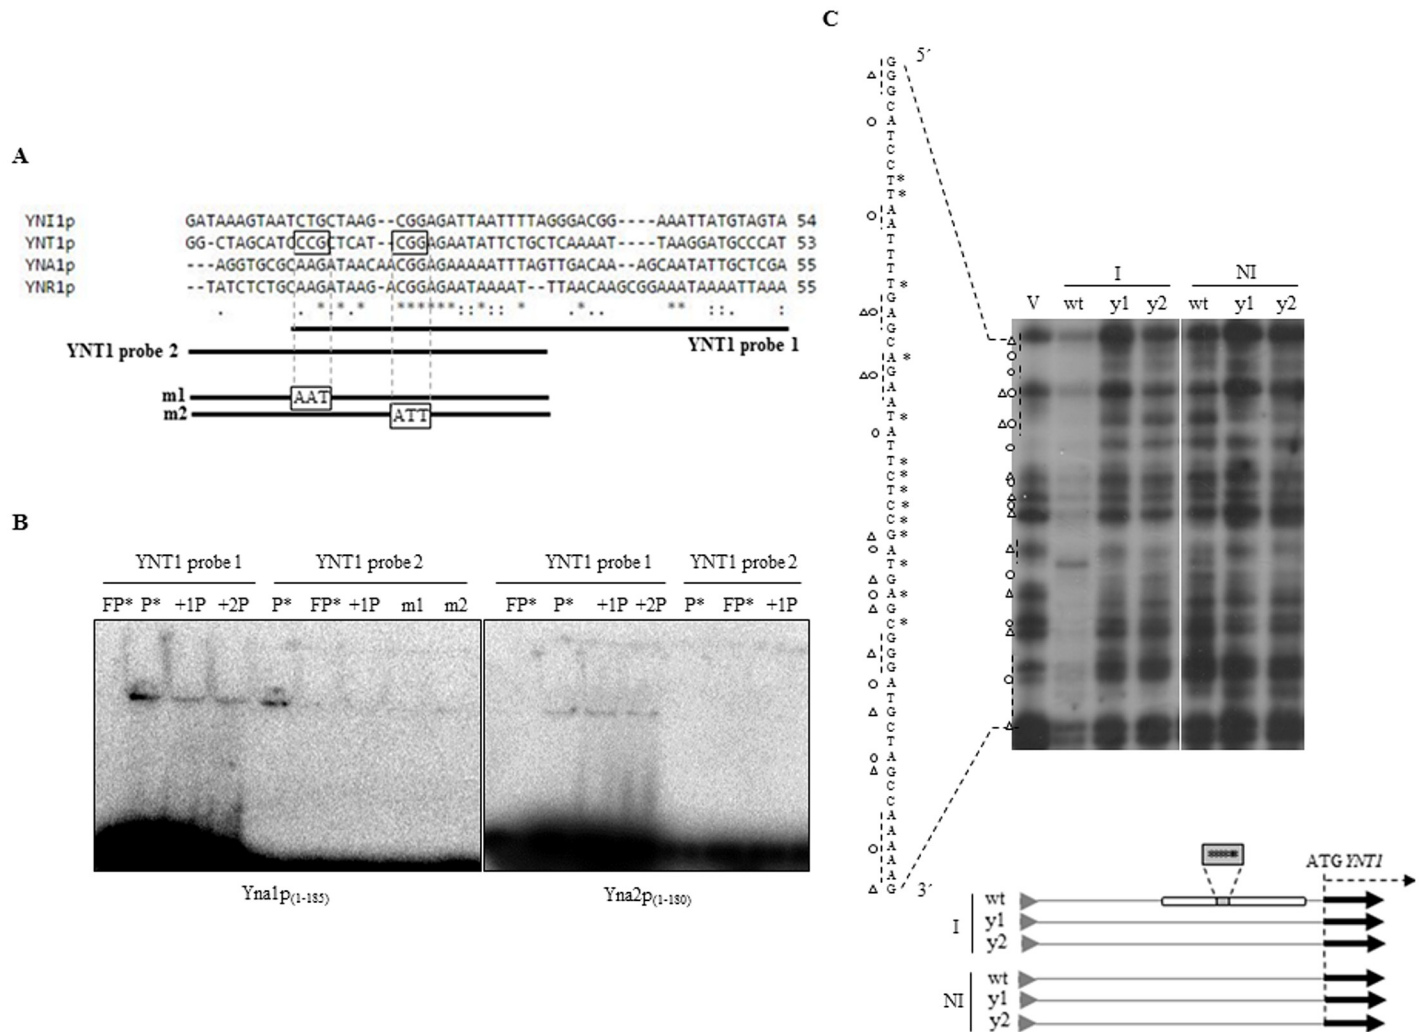 C
5´
G
G
G
C
A
T
C
C
T*
T*
A
A
T
T
T
T*
G
A
G
C
A*
G
A
A
T*
A
T
T*
C*
T*
C*
C*
G*
A
T*
G
A*
G
C*
G
G
G
A
T
G
C
T
A
G
C
C
A
A
A
A
A
G
3´
A
YNI1p GATAAAGTAATCTGCTAAG--CGGAGATTAATTTTAGGGACGG----AAATTATGTAGTA 54
YNT1p GG-CTAGCATCCCGCTCAT--CGGAGAATATTCTGCTCAAAAT----TAAGGATGCCCAT 53
YNA1p ---AGGTGCGCAAGATAACAACGGAGAAAAATTTAGTTGACAA--AGCAATATTGCTCGA 55
YNR1p --TATCTCTGCAAGATAAG-ACGGAGAATAAAAT--TTAACAAGCGGAAATAAAATTAAA 55
YNT1 probe 1
YNT1 probe 2
m1 AAT
m2 ATT
B
YNT1 probe 1 YNT1 probe 2 YNT1 probe 1 YNT1 probe 2
FP* P* +1P +2P P* FP* +1P m1 m2 FP* P* +1P +2P P* FP* +1P
Yna1p(1-185) Yna2p(1-180)
I NI
V wt y1 y2 wt y1 y2
*****
ATG YNT1
I
wt
y1
y2
NI
wt
y1
y2